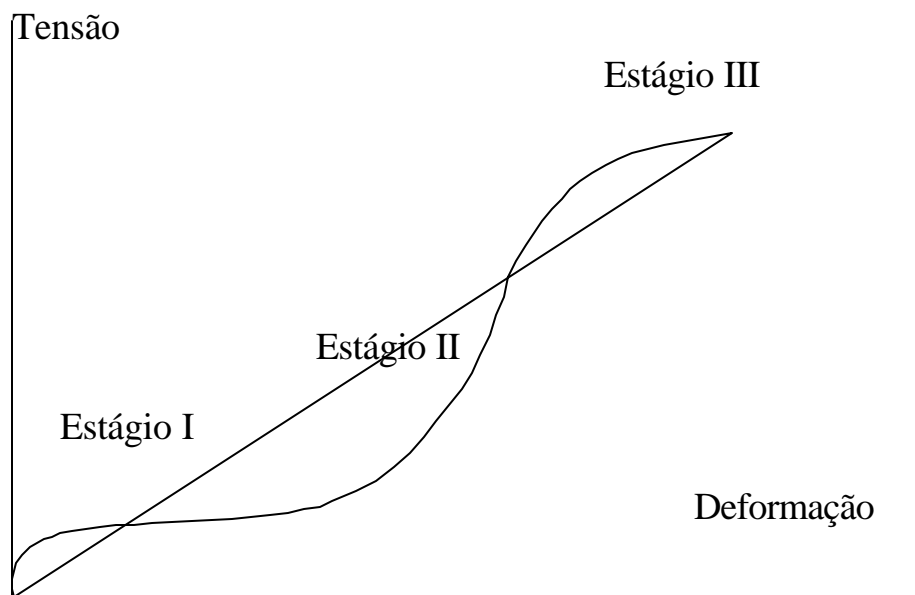 Tensão
Estágio III
Estágio II
Estágio I
Deformação